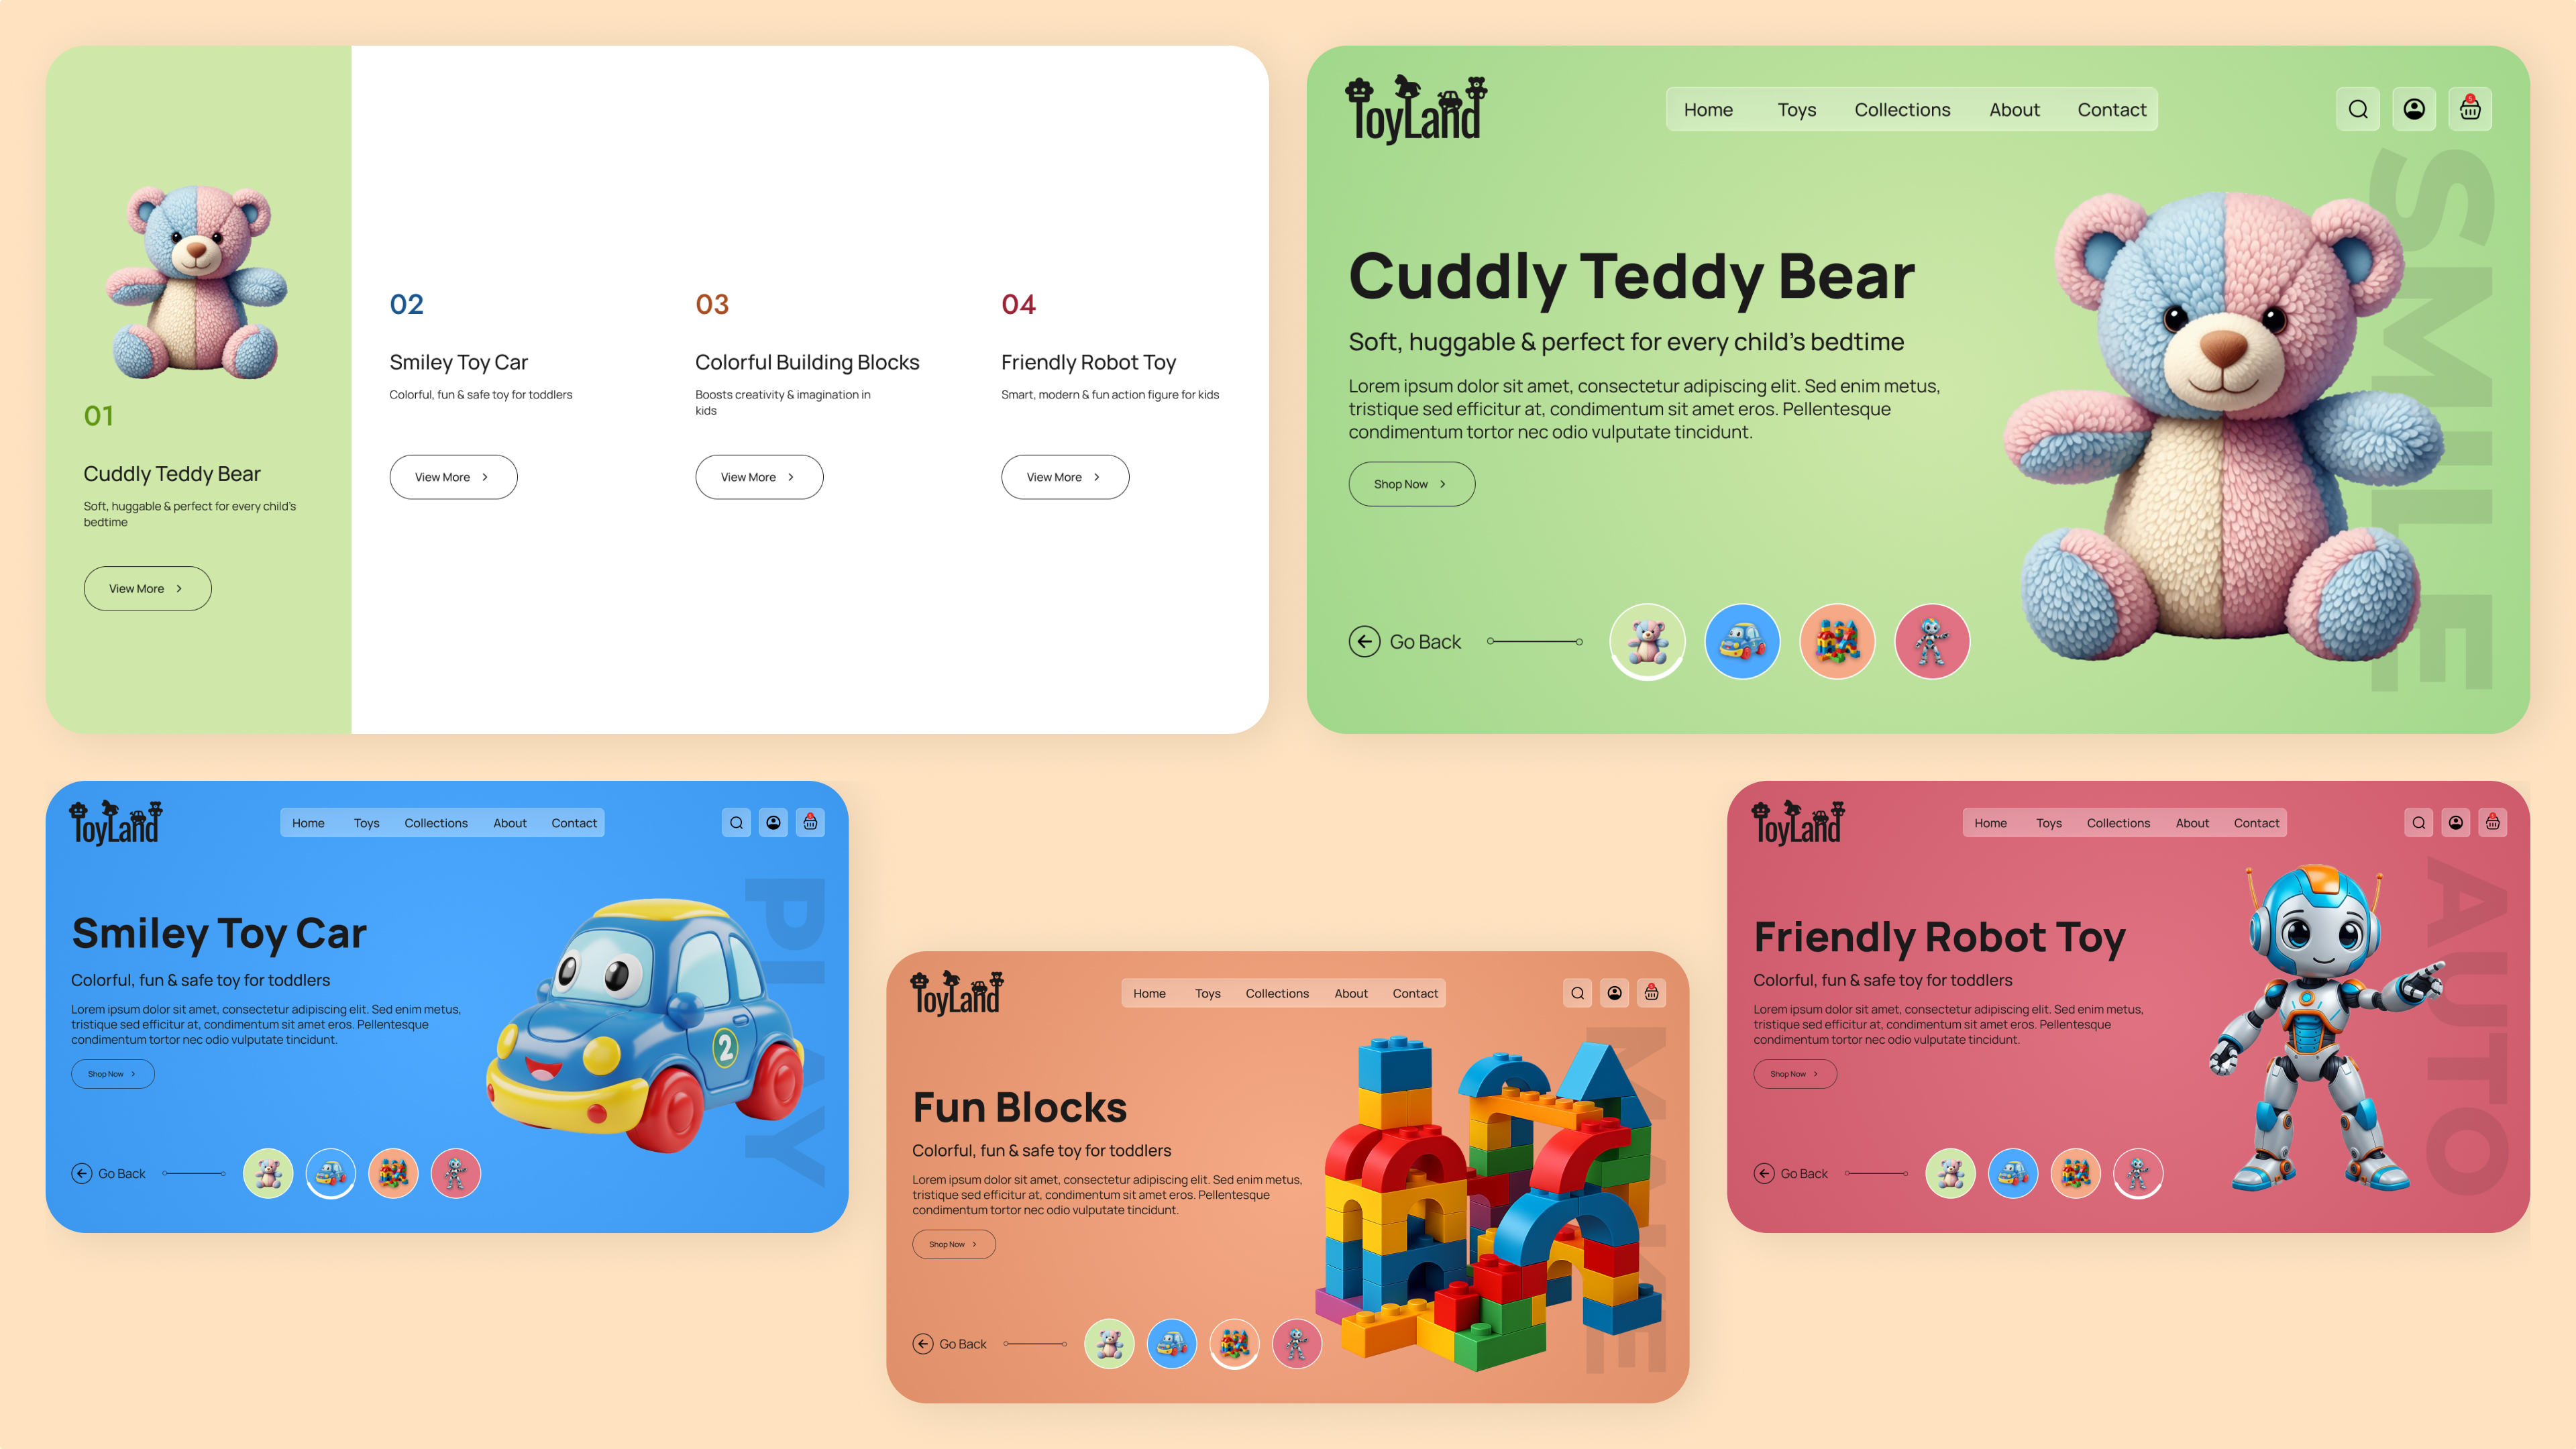 01
Cuddly Teddy Bear
Soft, huggable & perfect for every child's
bedtime
View More
02
Smiley Toy Car
Colorful, fun & safe toy for toddlers
View More
03
Colorful Building Blocks
Boosts creativity & imagination in
kids
View More
04
Friendly Robot Toy
Smart, modern & fun action figure for kids
View More
ToyLand
Home Toys Collections About Contact
SMILE
Cuddly Teddy Bear
Soft, huggable & perfect for every child's bedtime
Lorem ipsum dolor sit amet, consectetur adipiscing elit. Sed enim metus,
tristique sed efficitur at, condimentum sit amet eros. Pellentesque
condimentum tortor nec odio vulputate tincidunt.
Shop Now
Go Back
ToyLand
Home Toys Collections About Contact
PLAY
Smiley Toy Car
Colorful, fun & safe toy for toddlers
Lorem ipsum dolor sit amet, consectetur adipiscing elit. Sed enim metus,
tristique sed efficitur at, condimentum sit amet eros. Pellentesque
condimentum tortor nec odio vulputate tincidunt.
2
Shop Now
Go Back
ToyLand
Home Toys Collections About Contact
Fun Blocks
Colorful, fun & safe toy for toddlers
Lorem ipsum dolor sit amet, consectetur adipiscing elit. Sed enim metus,
tristique sed efficitur at, condimentum sit amet eros. Pellentesque
condimentum tortor nec odio vulputate tincidunt.
Shop Now
Go Back
ToyLand
Home Toys Collections About Contact
AUTO
Friendly Robot Toy
Colorful, fun & safe toy for toddlers
Lorem ipsum dolor sit amet, consectetur adipiscing elit. Sed enim metus,
tristique sed efficitur at, condimentum sit amet eros. Pellentesque
condimentum tortor nec odio vulputate tincidunt.
Shop Now
Go Back